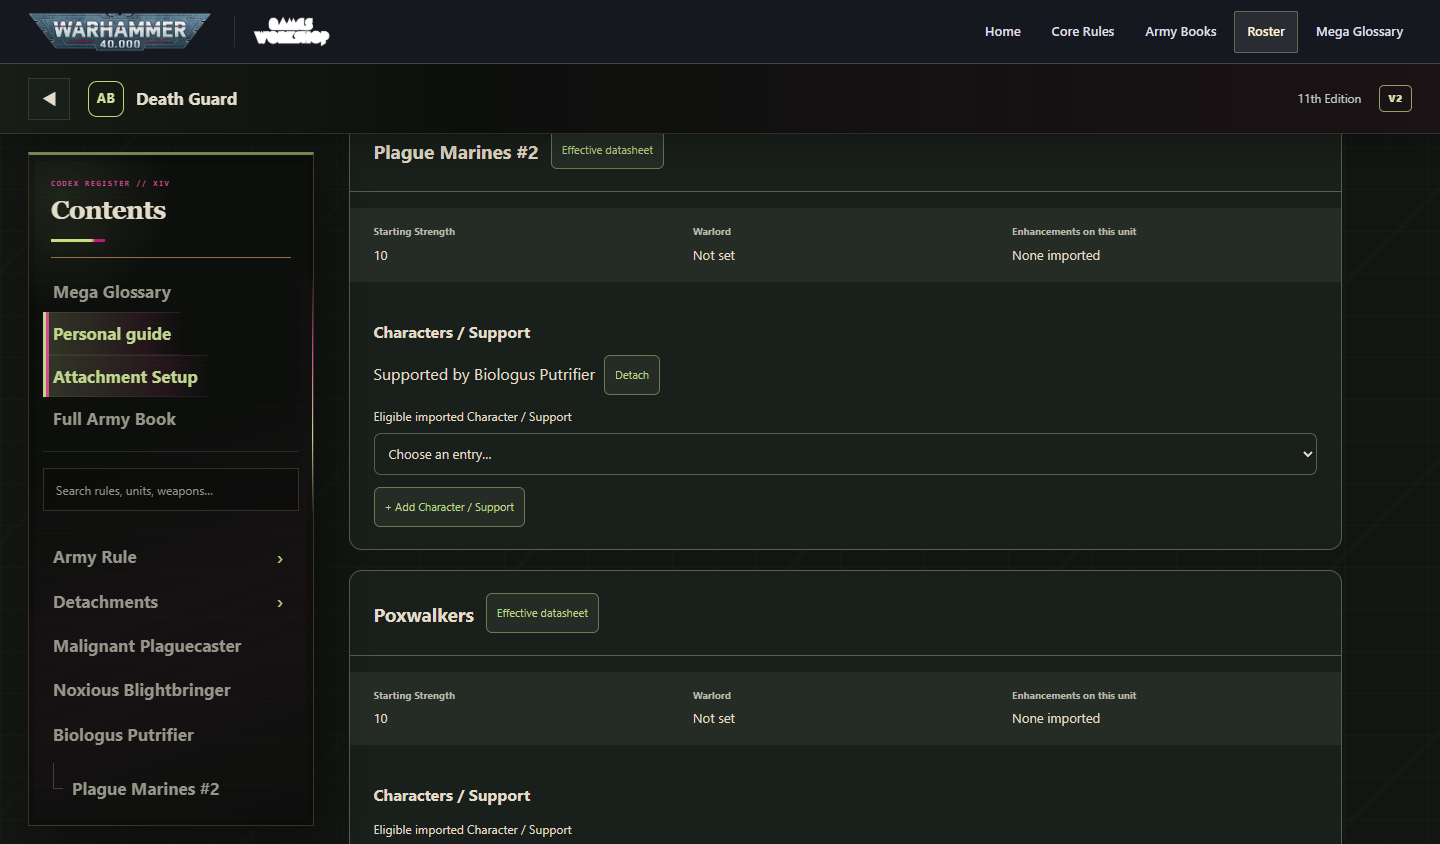 WARHAMMER
40,000
GAMES
WORKSHOP
Home
Core Rules
Army Books
Roster
Mega Glossary
◀
AB
Death Guard
11th Edition
V2
CODEX REGISTER // XIV
Contents
Mega Glossary
Personal guide
Attachment Setup
Full Army Book
Search rules, units, weapons...
Army Rule ›
Detachments ›
Malignant Plaguecaster
Noxious Blightbringer
Biologus Putrifier
Plague Marines #2
Plague Marines #2
Effective datasheet
Starting Strength
Warlord
Enhancements on this unit
10
Not set
None imported
Characters / Support
Supported by Biologus Putrifier
Detach
Eligible imported Character / Support
Choose an entry...
+ Add Character / Support
Poxwalkers
Effective datasheet
Starting Strength
Warlord
Enhancements on this unit
10
Not set
None imported
Characters / Support
Eligible imported Character / Support